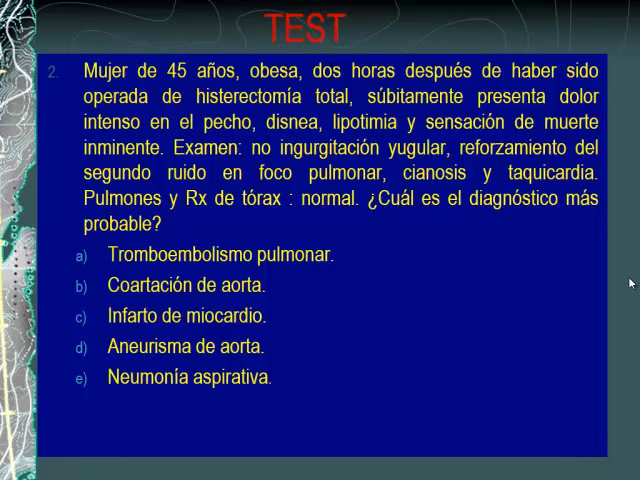 TEST
2. Mujer de 45 años, obesa, dos horas después de haber sido
operada de histerectomía total, súbitamente presenta dolor
intenso en el pecho, disnea, lipotimia y sensación de muerte
inminente. Examen: no ingurgitación yugular, reforzamiento del
segundo ruido en foco pulmonar, cianosis y taquicardia.
Pulmones y Rx de tórax : normal. ¿Cuál es el diagnóstico más
probable?
a) Tromboembolismo pulmonar.
b) Coartación de aorta.
c) Infarto de miocardio.
d) Aneurisma de aorta.
e) Neumonía aspirativa.